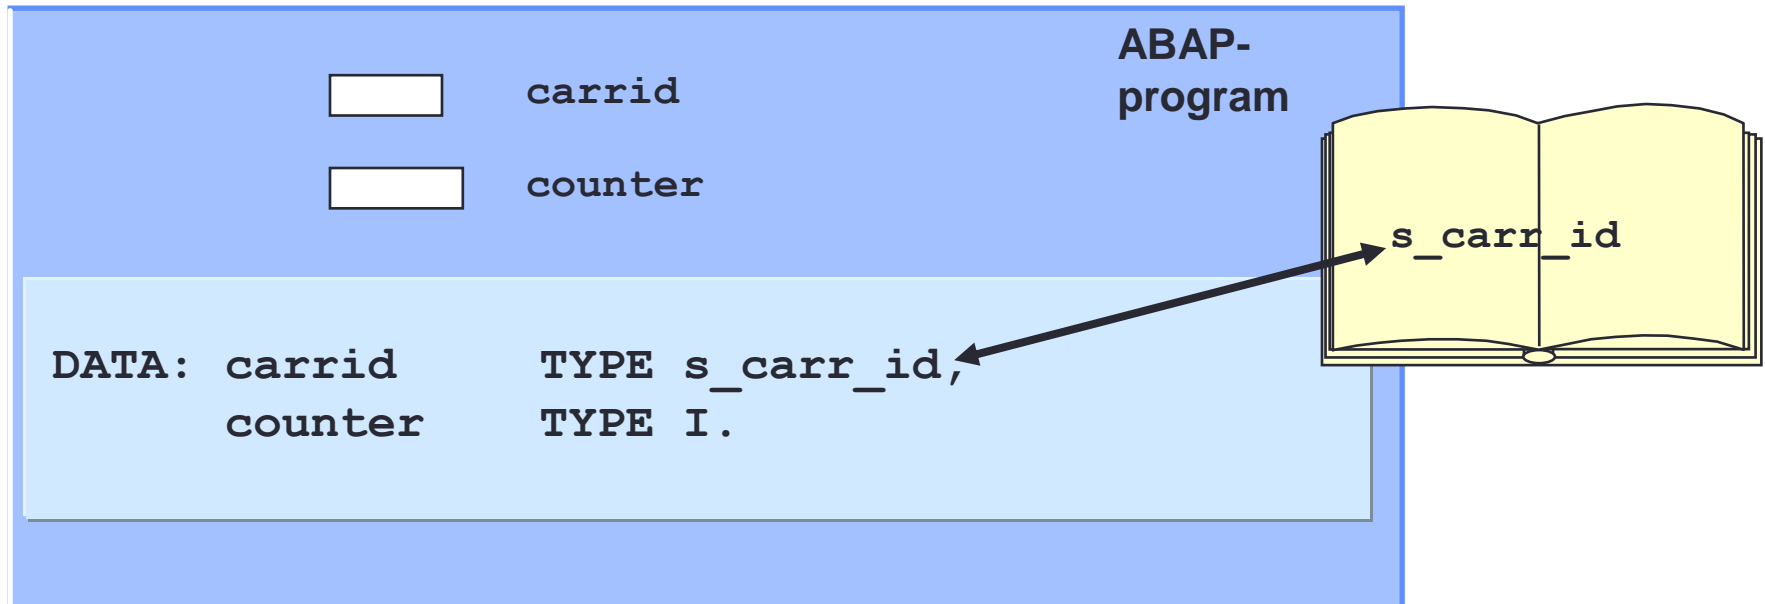 ABAP-
program
carrid
counter
s_carr_id
DATA: carrid TYPE s_carr_id,
counter TYPE I.